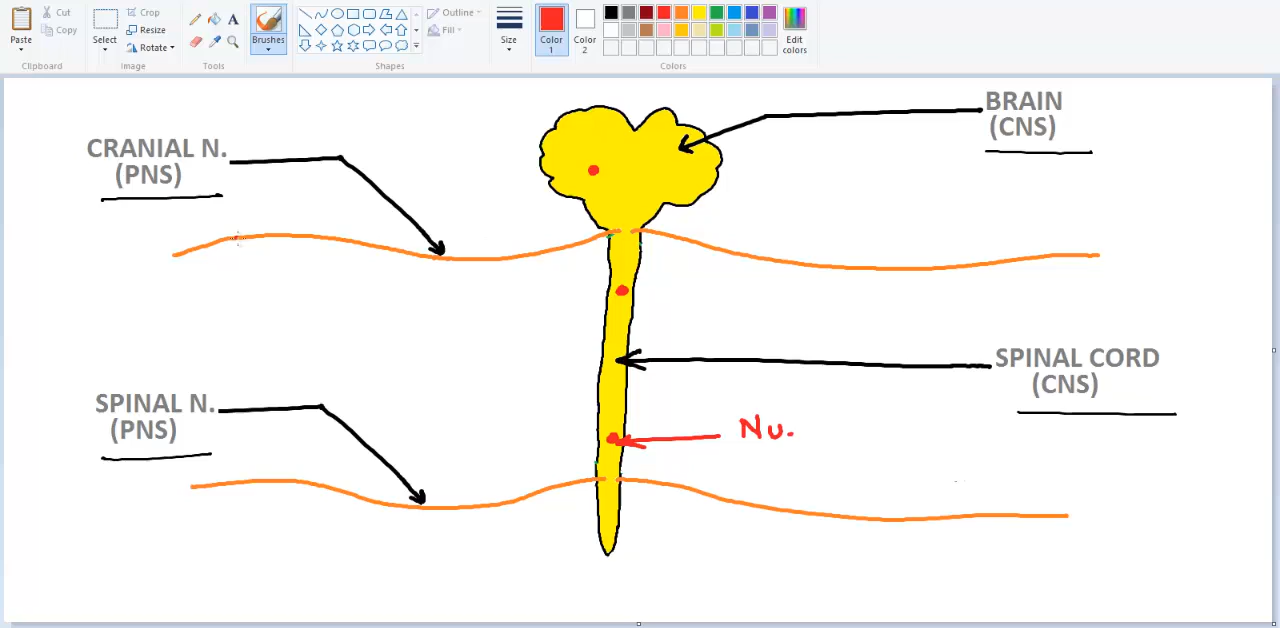 Paste
Cut
Copy
Clipboard
Select
Crop
Resize
Rotate
Image
A
Tools
Brushes
Shapes
Outline
Fill
Size
Color
1
Color
2
Edit
colors
Colors
BRAIN
(CNS)
CRANIAL N.
(PNS)
SPINAL CORD
(CNS)
SPINAL N.
(PNS)
Nu.